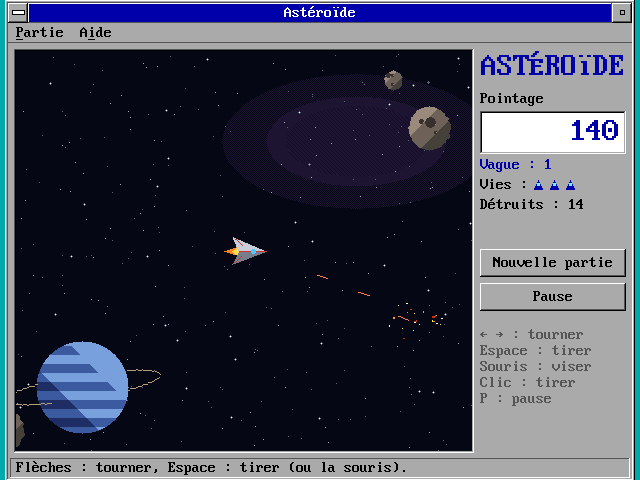 Astéroïde
Partie Aide
ASTÉROïDE
Pointage
140
Vague : 1
Vies :
Détruits : 14
Nouvelle partie
Pause
← → : tourner
Espace : tirer
Souris : viser
Clic : tirer
P : pause
Flèches : tourner, Espace : tirer (ou la souris).